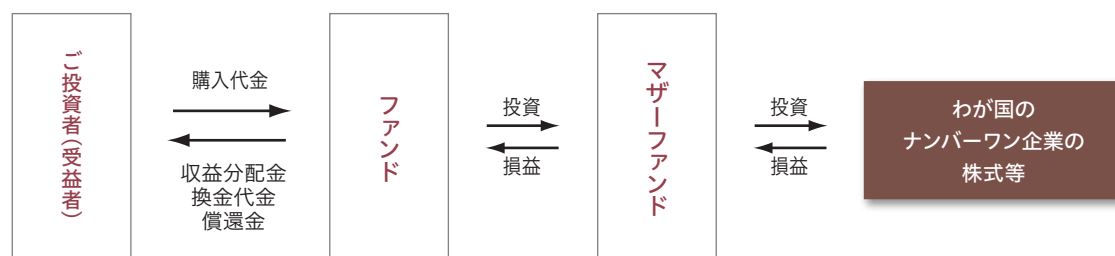 ご投資者(受益者)
購入代金
収益分配金
換金代金
償還金
ファンド
投資
損益
マザーファンド
投資
損益
わが国の
ナンバーワン企業の
株式等